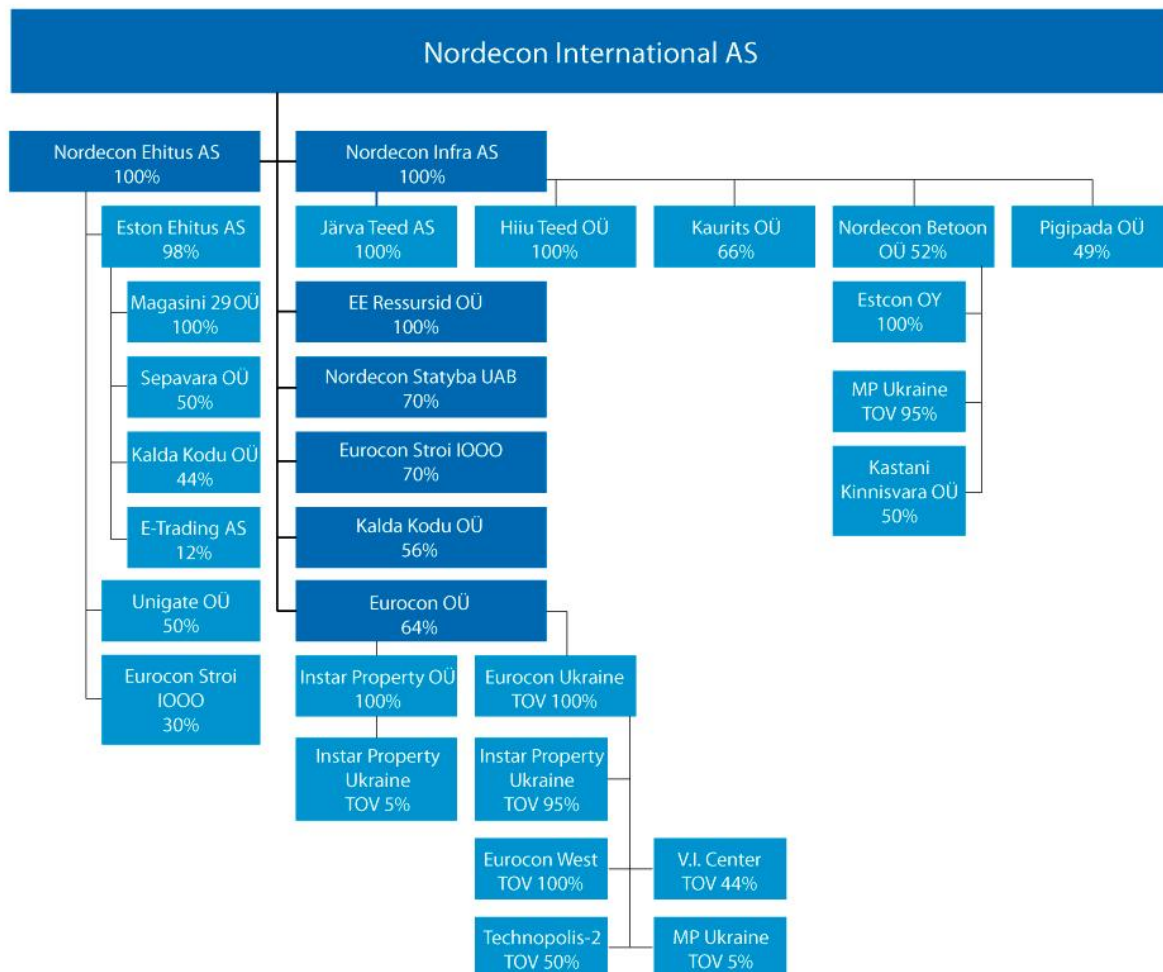 Nordecon International AS
Nordecon Ehitus AS
100%
Nordecon Infra AS
100%
Eston Ehitus AS
98%
Järva Teed AS
100%
Hiiu Teed OÜ
100%
Kaurits OÜ
66%
Nordecon Betoon
OÜ 52%
Pigipada OÜ
49%
Magasini 29 OÜ
100%
EE Ressursid OÜ
100%
Estcon OY
100%
Sepavara OÜ
50%
Nordecon Statyba UAB
70%
MP Ukraine
TOV 95%
Kalda Kodu OÜ
44%
Eurocon Stroi IOOO
70%
Kastani
Kinnisvara OÜ
50%
E-Trading AS
12%
Kalda Kodu OÜ
56%
Unigate OÜ
50%
Eurocon OÜ
64%
Eurocon Stroi
IOOO
30%
Instar Property OÜ
100%
Eurocon Ukraine
TOV 100%
Instar Property
Ukraine
TOV 5%
Instar Property
Ukraine
TOV 95%
Eurocon West
TOV 100%
V.I. Center
TOV 44%
Technopolis-2
TOV 50%
MP Ukraine
TOV 5%